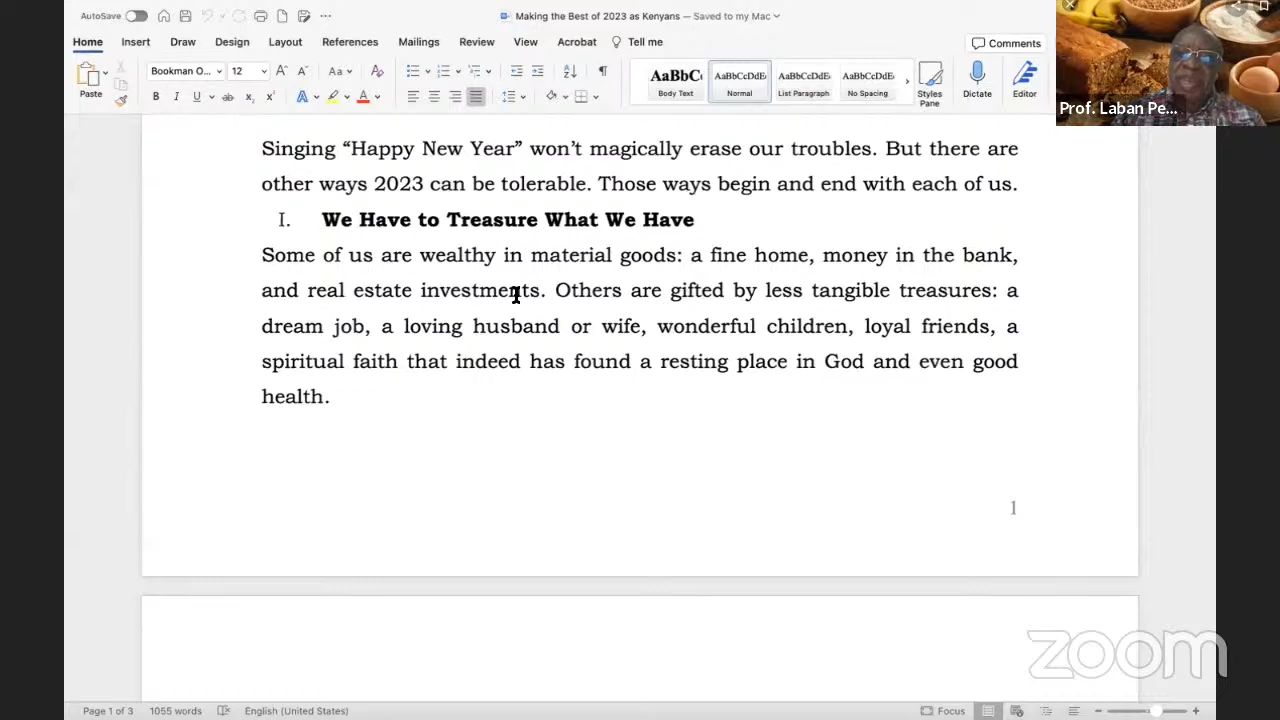 AutoSave
Making the Best of 2023 as Kenyans — Saved to my Mac
Home Insert Draw Design Layout References Mailings Review View Acrobat Tell me
Comments
Paste
Bookman O... 12
AaBbC AaBbCcDdE AaBbCcDdE AaBbCcDdE
Body Text Normal List Paragraph No Spacing
Styles Pane
Dictate
Editor
Prof. Laban Pe...
Singing “Happy New Year” won’t magically erase our troubles. But there are
other ways 2023 can be tolerable. Those ways begin and end with each of us.
I. We Have to Treasure What We Have
Some of us are wealthy in material goods: a fine home, money in the bank,
and real estate investments. Others are gifted by less tangible treasures: a
dream job, a loving husband or wife, wonderful children, loyal friends, a
spiritual faith that indeed has found a resting place in God and even good
health.
1
zoom
Page 1 of 3 1055 words English (United States) Focus